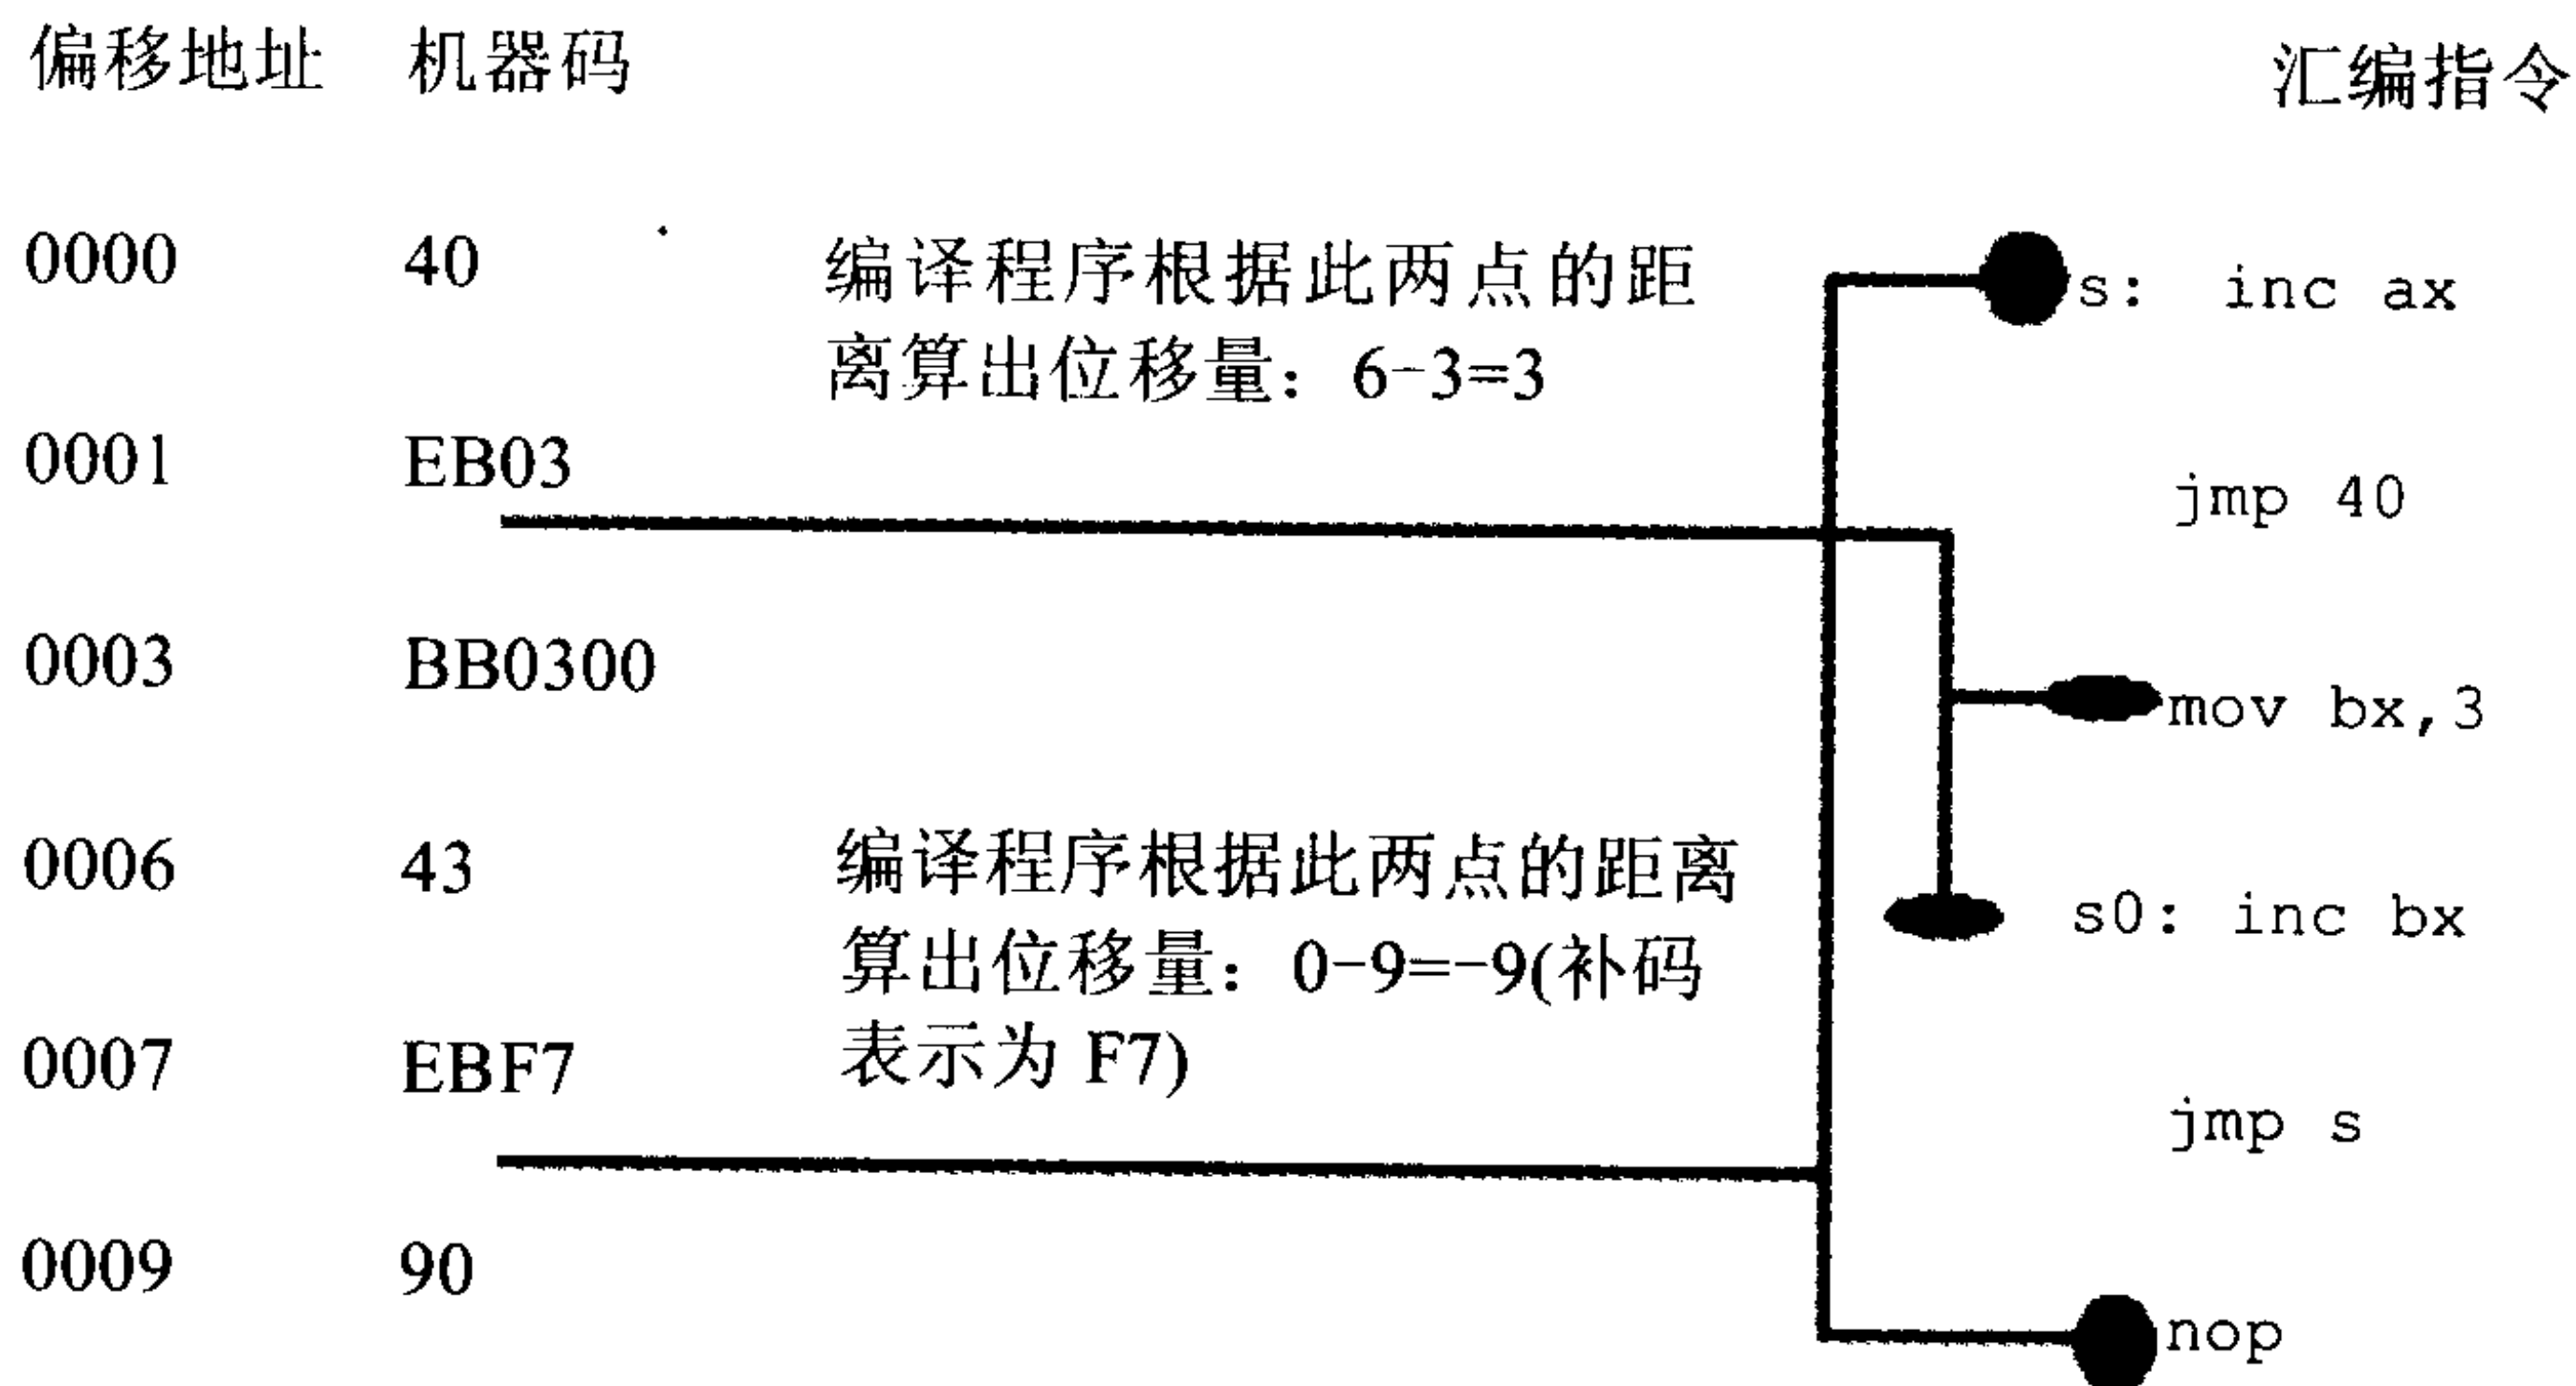 偏移地址 机器码 汇编指令
0000 40 编译程序根据此两点的距 s: inc ax
离算出位移量：6-3=3
0001 EB03 jmp 40
0003 BB0300 mov bx,3
0006 43 编译程序根据此两点的距离 s0: inc bx
算出位移量：0-9=-9(补码
0007 EBF7 表示为 F7) jmp s
0009 90 nop